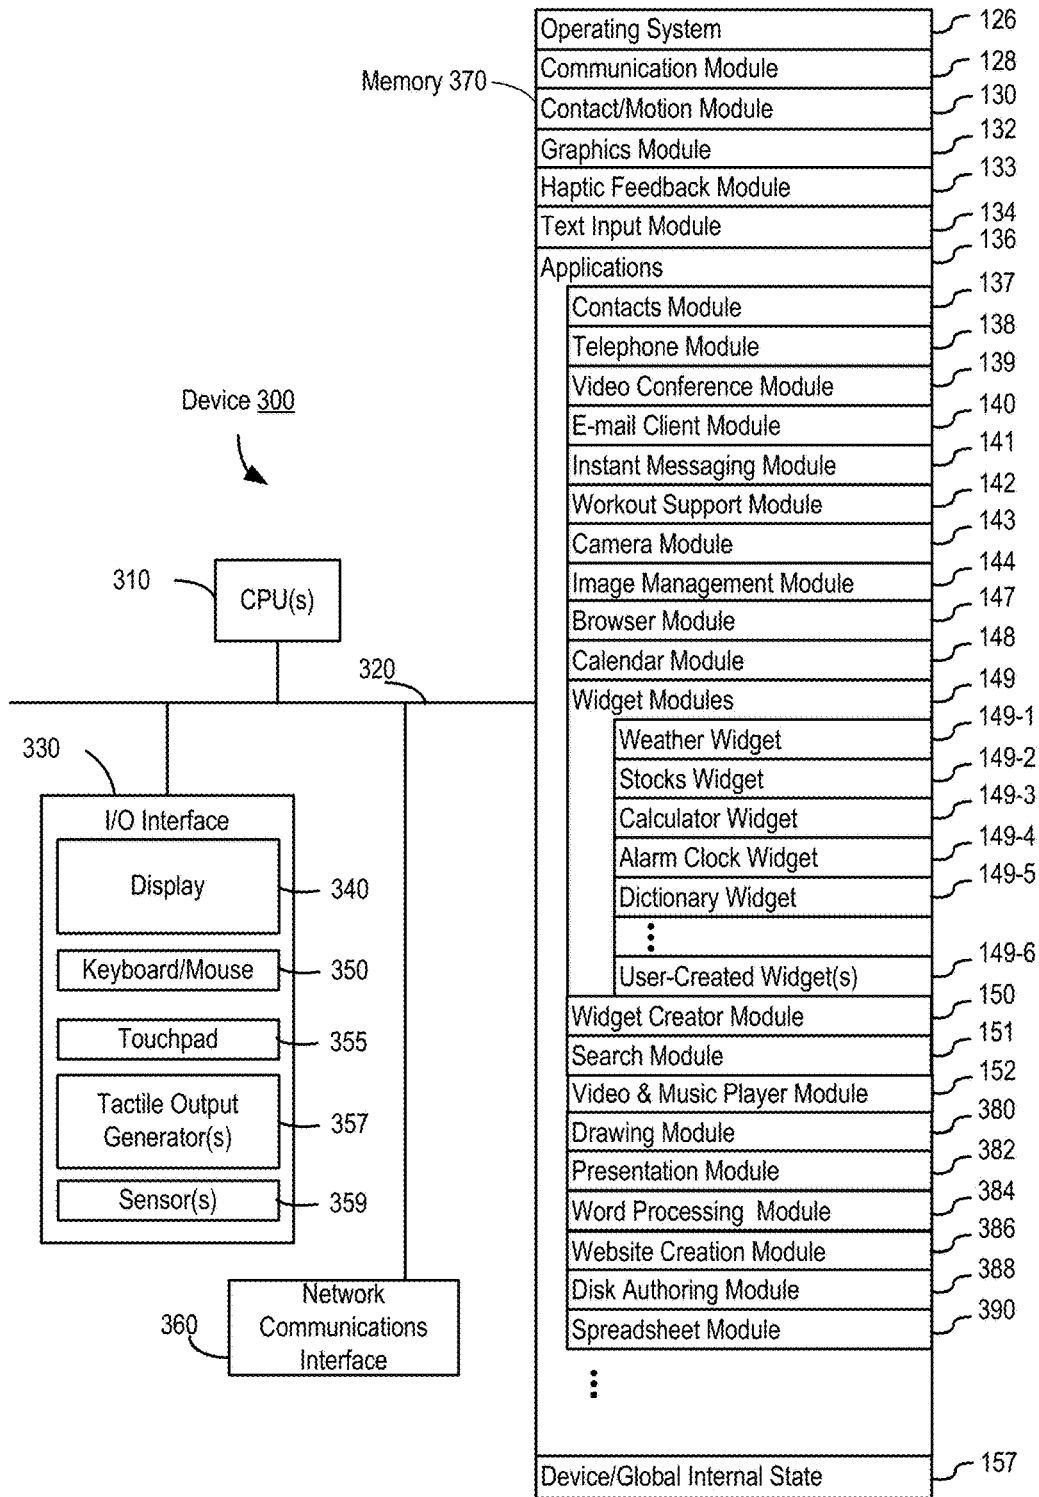 Operating System 126
Communication Module 128
Memory 370
Contact/Motion Module 130
Graphics Module 132
Haptic Feedback Module 133
Text Input Module 134
Applications 136
Contacts Module 137
Telephone Module 138
Video Conference Module 139
E-mail Client Module 140
Instant Messaging Module 141
Workout Support Module 142
Camera Module 143
Image Management Module 144
Browser Module 147
Calendar Module 148
Widget Modules 149
Weather Widget 149-1
Stocks Widget 149-2
Calculator Widget 149-3
Alarm Clock Widget 149-4
Dictionary Widget 149-5
User-Created Widget(s) 149-6
Widget Creator Module 150
Search Module 151
Video & Music Player Module 152
Drawing Module 380
Presentation Module 382
Word Processing Module 384
Website Creation Module 386
Disk Authoring Module 388
Spreadsheet Module 390
Device/Global Internal State 157
Device 300
310
CPU(s)
320
330
I/O Interface
Display 340
Keyboard/Mouse 350
Touchpad 355
Tactile Output
Generator(s) 357
Sensor(s) 359
360
Network
Communications
Interface